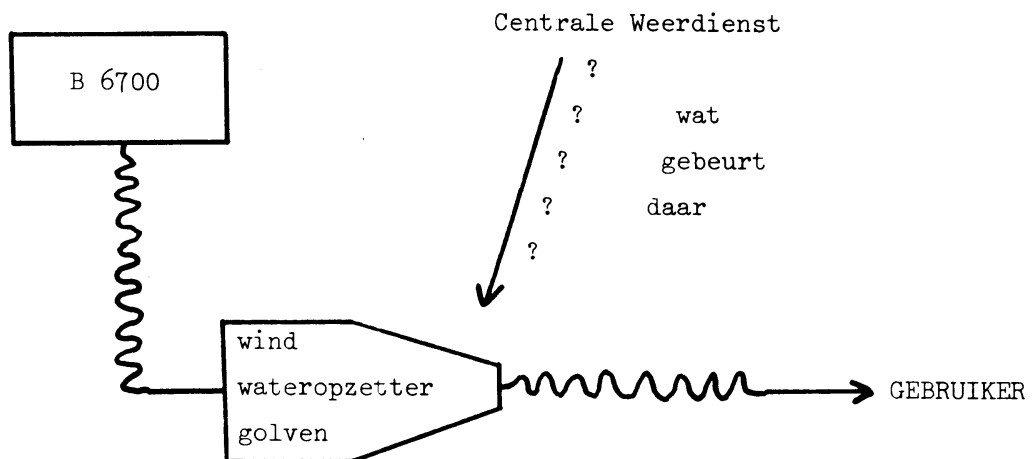 Centrale Weerdienst
B 6700
?
? wat
? gebeurt
? daar
?
wind
wateropzetter
golven
GEBRUIKER